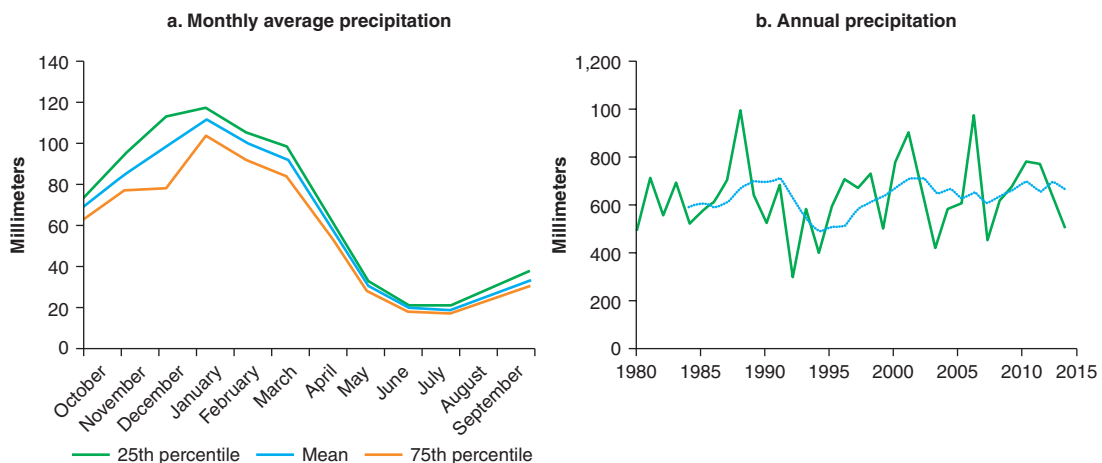 a. Monthly average precipitation
Millimeters
140
120
100
80
60
40
20
0
October
November
December
January
February
March
April
May
June
July
August
September
25th percentile Mean 75th percentile
b. Annual precipitation
Millimeters
1,200
100
800
600
400
200
0
1980 1985 1990 1995 2000 2005 2010 2015